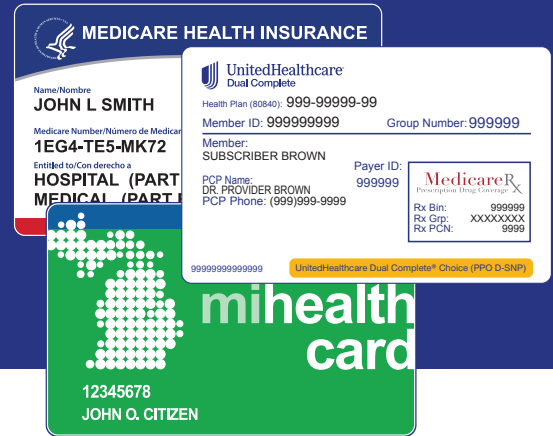 MEDICARE HEALTH INSURANCE
Name/Nombre
JOHN L SMITH
Medicare Number/Número de Medicar
1EG4-TE5-MK72
Entitled to/Con derecho a
HOSPITAL (PART
MEDICAL (PART
UnitedHealthcare®
Dual Complete
Health Plan (80840): 999-99999-99
Member ID: 999999999 Group Number: 999999
Member:
SUBSCRIBER BROWN
Payer ID:
999999
PCP Name:
DR. PROVIDER BROWN
PCP Phone: (999)999-9999
MedicareRx
Prescription Drug Coverage
Rx Bin: 999999
Rx Grp: XXXXXXXX
Rx PCN: 9999
99999999999999
UnitedHealthcare Dual Complete® Choice (PPO D-SNP)
mihealth
card
12345678
JOHN Q. CITIZEN